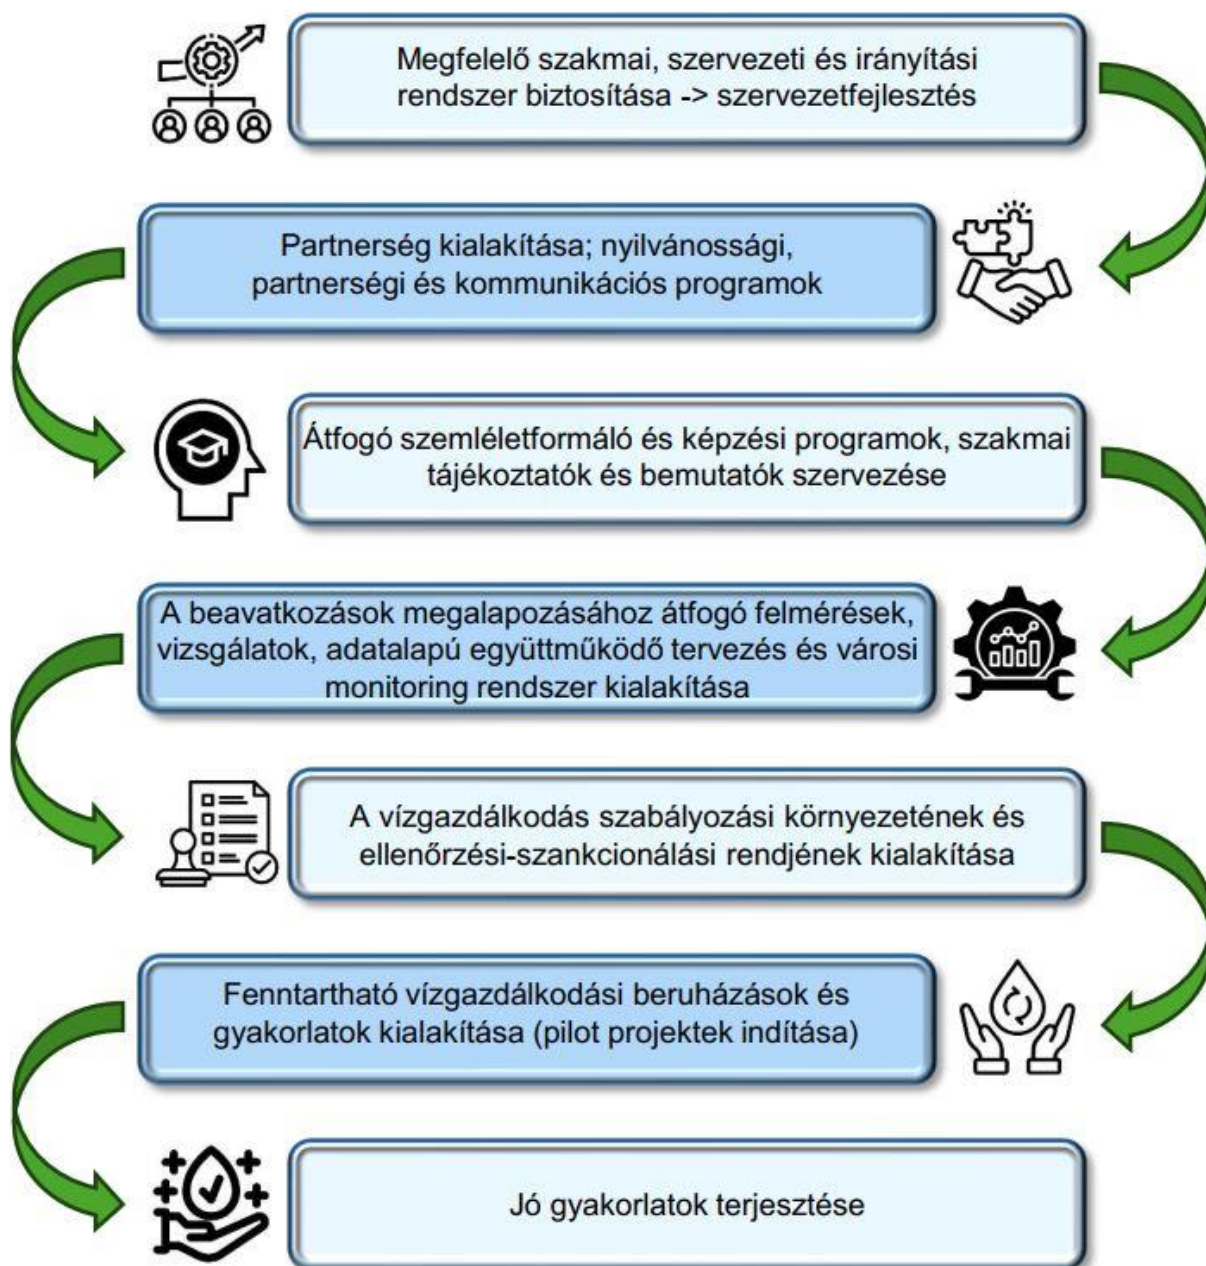 Megfelelő szakmai, szervezeti és irányítási
rendszer biztosítása -> szervezetfejlesztés
Partnerség kialakítása; nyilvánossági,
partnerségi és kommunikációs programok
Átfogó szemléletformáló és képzési programok, szakmai
tájékoztatók és bemutatók szervezése
A beavatkozások megalapozásához átfogó felmérések,
vizsgálatok, adatalapú együttműködő tervezés és városi
monitoring rendszer kialakítása
A vízgazdálkodás szabályozási környezetének és
ellenőrzési-szankcionálási rendjének kialakítása
Fenntartható vízgazdálkodási beruházások és
gyakorlatok kialakítása (pilot projektek indítása)
Jó gyakorlatok terjesztése